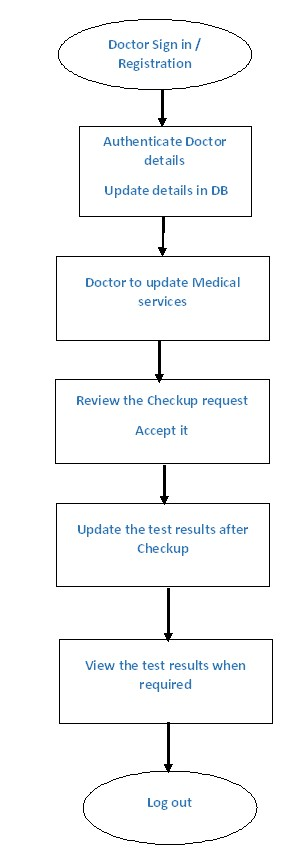 Doctor Sign in /
Registration
Authenticate Doctor
details
Update details in DB
Doctor to update Medical
services
Review the Checkup request
Accept it
Update the test results after
Checkup
View the test results when
required
Log out